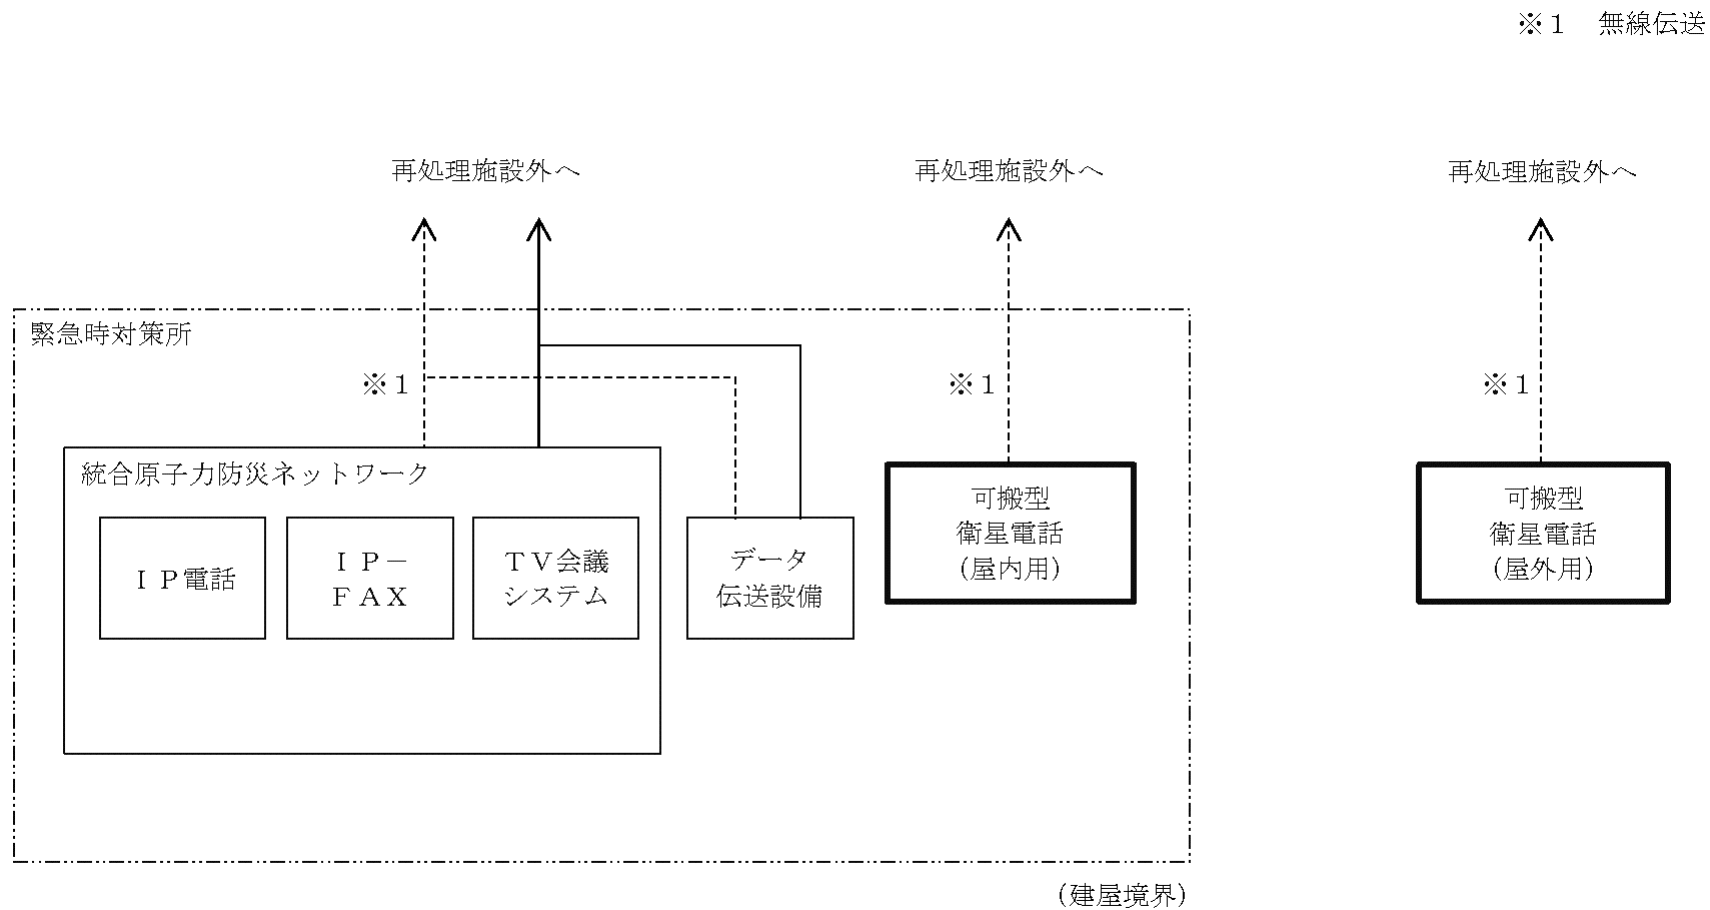 ※１　無線伝送
再処理施設外へ
再処理施設外へ
再処理施設外へ
緊急時対策所
※１
※１
※１
統合原子力防災ネットワーク
ＩＰ電話
ＩＰ－
ＦＡＸ
ＴＶ会議
システム
データ
伝送設備
可搬型
衛星電話
(屋内用)
可搬型
衛星電話
(屋外用)
(建屋境界)